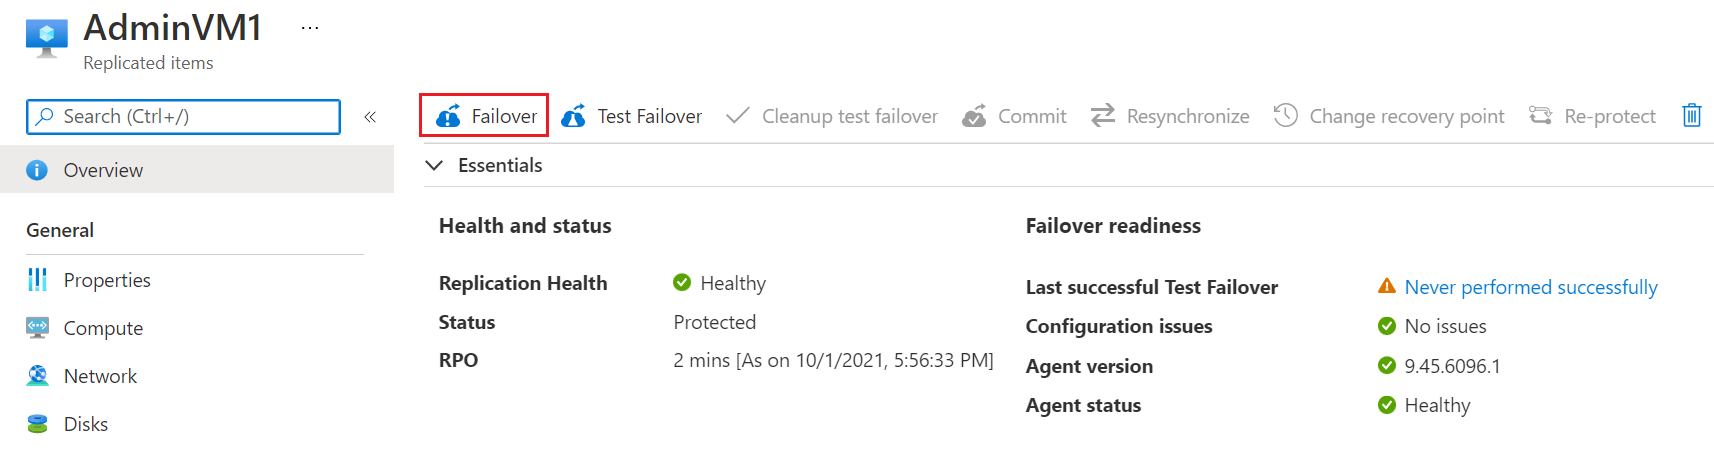 AdminVM1 ...
Replicated items
Search (Ctrl+/) «
Failover Test Failover Cleanup test failover Commit Resynchronize Change recovery point Re-protect
Overview
Essentials
General
Properties
Compute
Network
Disks
Health and status
Replication Health Healthy
Status Protected
RPO 2 mins [As on 10/1/2021, 5:56:33 PM]
Failover readiness
Last successful Test Failover Never performed successfully
Configuration issues No issues
Agent version 9.45.6096.1
Agent status Healthy